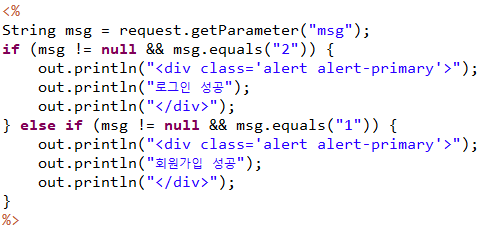 <%
String msg = request.getParameter("msg");
if (msg != null && msg.equals("2")) {
    out.println("<div class='alert alert-primary'>");
    out.println("로그인 성공");
    out.println("</div>");
} else if (msg != null && msg.equals("1")) {
    out.println("<div class='alert alert-primary'>");
    out.println("회원가입 성공");
    out.println("</div>");
}
%>